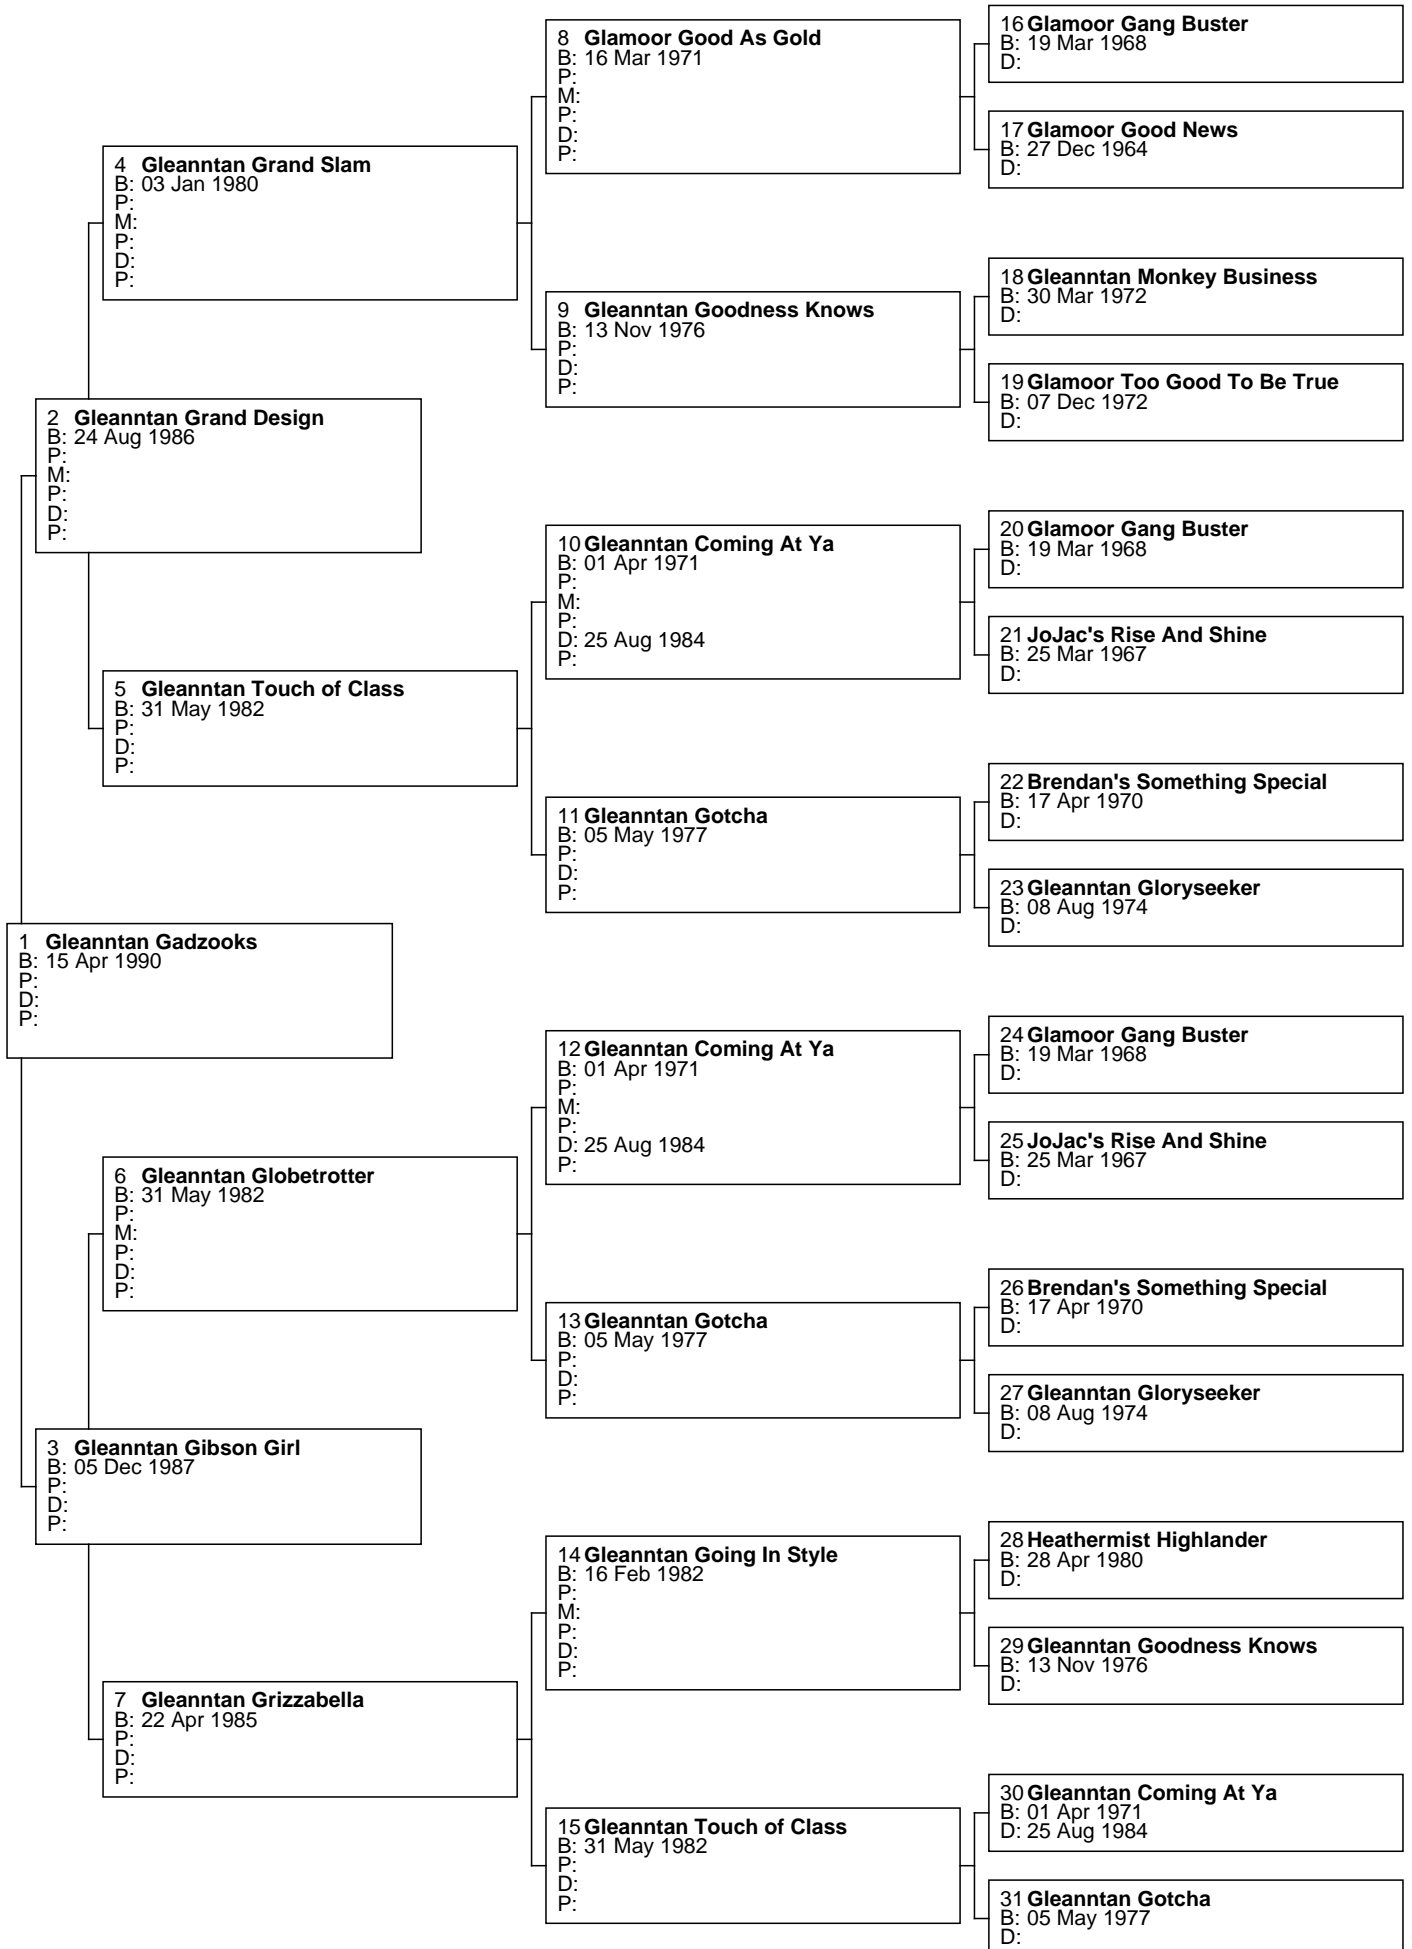 16 Glamoor Gang Buster
B: 19 Mar 1968
D:
8 Glamoor Good As Gold
B: 16 Mar 1971
P:
M:
P:
D:
P:
17 Glamoor Good News
B: 27 Dec 1964
D:
4 Gleanntan Grand Slam
B: 03 Jan 1980
P:
M:
P:
D:
P:
18 Gleanntan Monkey Business
B: 30 Mar 1972
D:
9 Gleanntan Goodness Knows
B: 13 Nov 1976
P:
D:
P:
19 Glamoor Too Good To Be True
B: 07 Dec 1972
D:
2 Gleanntan Grand Design
B: 24 Aug 1986
P:
M:
P:
D:
P:
20 Glamoor Gang Buster
B: 19 Mar 1968
D:
10 Gleanntan Coming At Ya
B: 01 Apr 1971
P:
M:
P:
D: 25 Aug 1984
P:
21 JoJac's Rise And Shine
B: 25 Mar 1967
D:
5 Gleanntan Touch of Class
B: 31 May 1982
P:
D:
P:
22 Brendan's Something Special
B: 17 Apr 1970
D:
11 Gleanntan Gotcha
B: 05 May 1977
P:
D:
P:
23 Gleanntan Gloryseeker
B: 08 Aug 1974
D:
1 Gleanntan Gadzooks
B: 15 Apr 1990
P:
D:
P:
24 Glamoor Gang Buster
B: 19 Mar 1968
D:
12 Gleanntan Coming At Ya
B: 01 Apr 1971
P:
M:
P:
D: 25 Aug 1984
P:
25 JoJac's Rise And Shine
B: 25 Mar 1967
D:
6 Gleanntan Globetrotter
B: 31 May 1982
P:
M:
P:
D:
P:
26 Brendan's Something Special
B: 17 Apr 1970
D:
13 Gleanntan Gotcha
B: 05 May 1977
P:
D:
P:
27 Gleanntan Gloryseeker
B: 08 Aug 1974
D:
3 Gleanntan Gibson Girl
B: 05 Dec 1987
P:
D:
P:
28 Heathermist Highlander
B: 28 Apr 1980
D:
14 Gleanntan Going In Style
B: 16 Feb 1982
P:
M:
P:
D:
P:
29 Gleanntan Goodness Knows
B: 13 Nov 1976
D:
7 Gleanntan Grizzabella
B: 22 Apr 1985
P:
D:
P:
30 Gleanntan Coming At Ya
B: 01 Apr 1971
D: 25 Aug 1984
15 Gleanntan Touch of Class
B: 31 May 1982
P:
D:
P:
31 Gleanntan Gotcha
B: 05 May 1977
D: